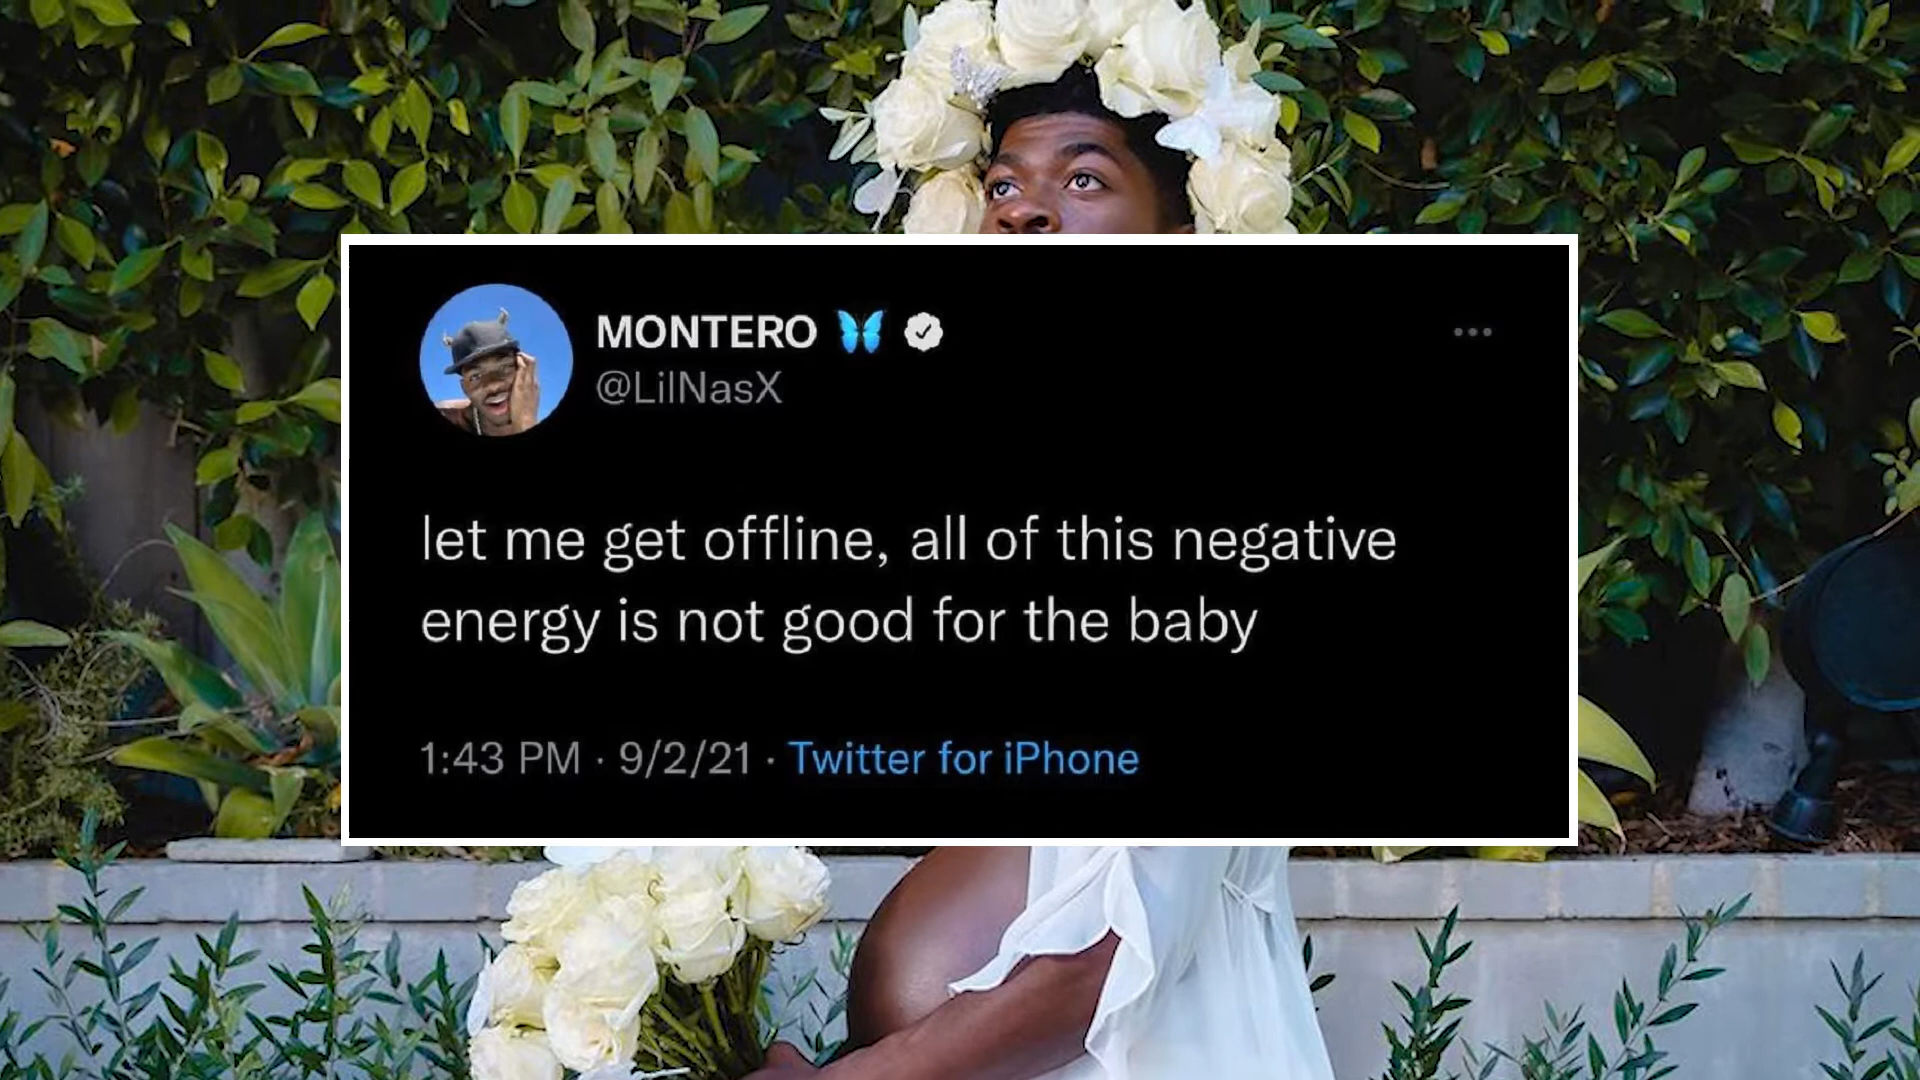 MONTERO 🦋
@LilNasX
let me get offline, all of this negative
energy is not good for the baby
1:43 PM · 9/2/21 · Twitter for iPhone